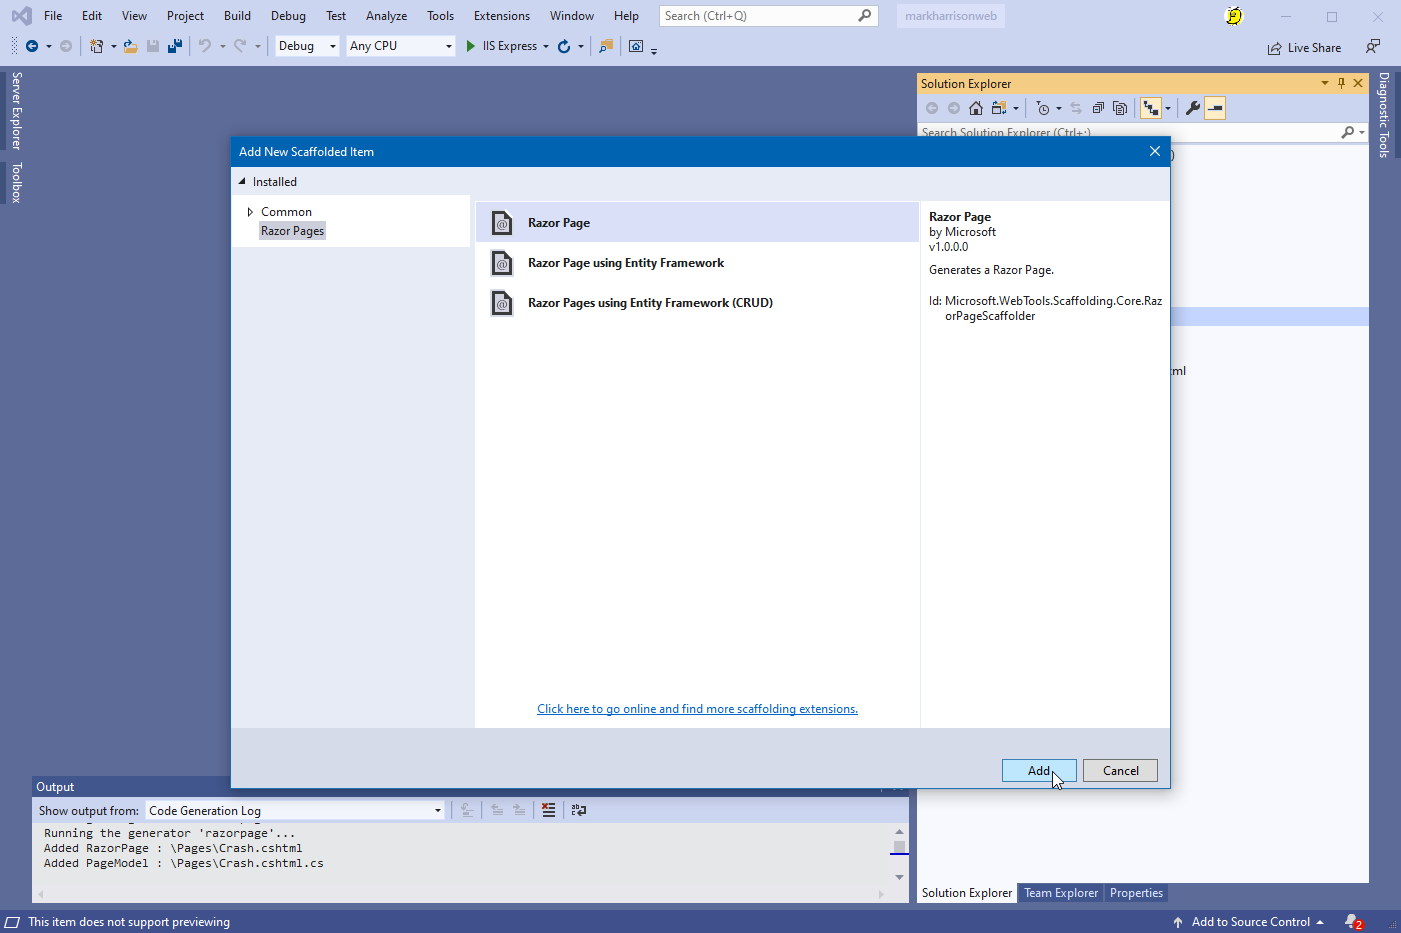 File Edit View Project Build Debug Test Analyze Tools Extensions Window Help Search (Ctrl+Q) markharrisonweb
Debug Any CPU IIS Express Live Share
Server Explorer
Toolbox
Solution Explorer
Search Solution Explorer (Ctrl+;)
Diagnostic Tools
Add New Scaffolded Item
Installed
Common
Razor Pages
Razor Page
Razor Page using Entity Framework
Razor Pages using Entity Framework (CRUD)
Click here to go online and find more scaffolding extensions.
Razor Page
by Microsoft
v1.0.0.0
Generates a Razor Page.
Id: Microsoft.WebTools.Scaffolding.Core.Raz
orPageScaffolder
Add Cancel
Output
Show output from: Code Generation Log
Running the generator 'razorpage'...
Added RazorPage : \Pages\Crash.cshtml
Added PageModel : \Pages\Crash.cshtml.cs
Solution Explorer Team Explorer Properties
This item does not support previewing
Add to Source Control 2